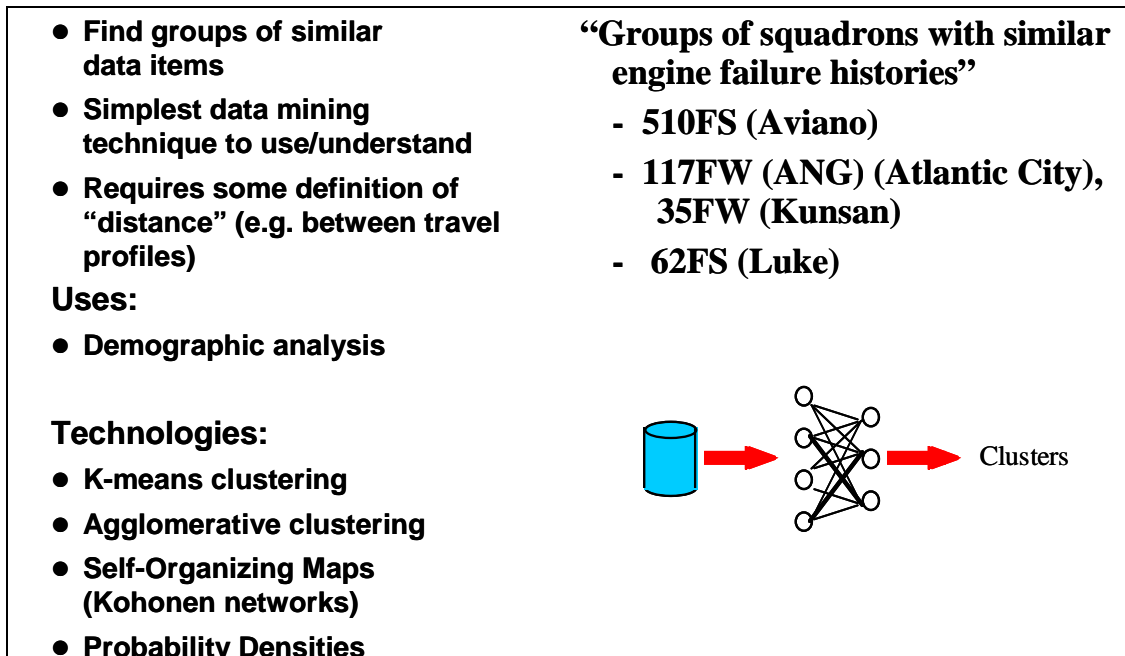 ● Find groups of similar
data items
● Simplest data mining
technique to use/understand
● Requires some definition of
“distance” (e.g. between travel
profiles)
Uses:
● Demographic analysis
Technologies:
● K-means clustering
● Agglomerative clustering
● Self-Organizing Maps
(Kohonen networks)
● Probability Densities
“Groups of squadrons with similar
engine failure histories”
- 510FS (Aviano)
- 117FW (ANG) (Atlantic City),
35FW (Kunsan)
- 62FS (Luke)
Clusters